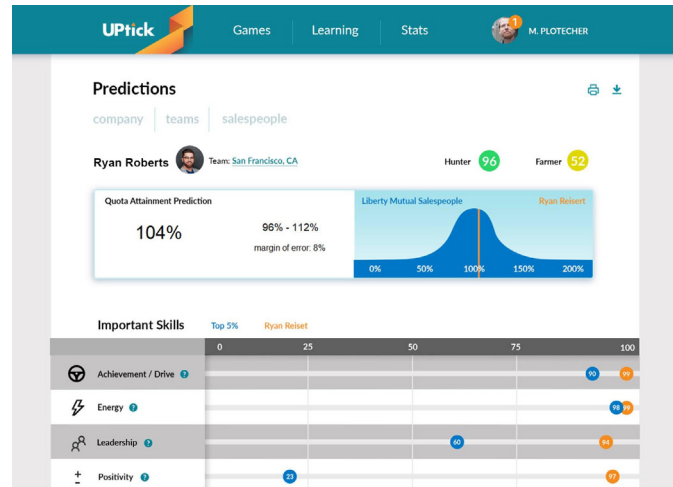 UPtick Games Learning Stats 1 M. PLOTECHER
Predictions
company teams salespeople
Ryan Roberts Team: San Francisco, CA Hunter 96 Farmer 52
Quota Attainment Prediction
104%
96% - 112%
margin of error: 8%
Liberty Mutual Salespeople Ryan Reisert
0% 50% 100% 150% 200%
Important Skills Top 5% Ryan Reiset
0 25 50 75 100
Achievement / Drive ? 90 99
Energy ? 98 99
Leadership ? 60 94
+
- Positivity ? 23 97